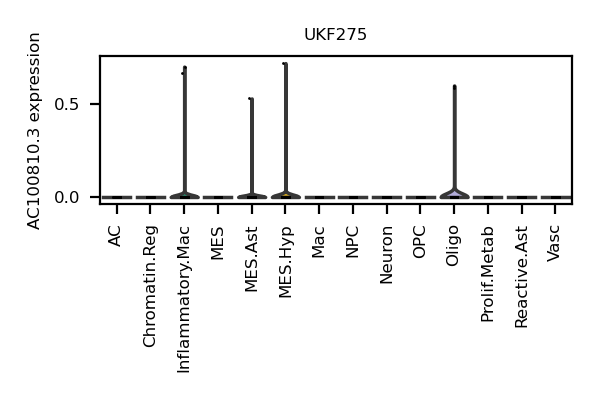 UKF275
AC100810.3 expression
0.5
0.0
AC
Chromatin.Reg
Inflammatory.Mac
MES
MES.Ast
MES.Hyp
Mac
NPC
Neuron
OPC
Oligo
Prolif.Metab
Reactive.Ast
Vasc